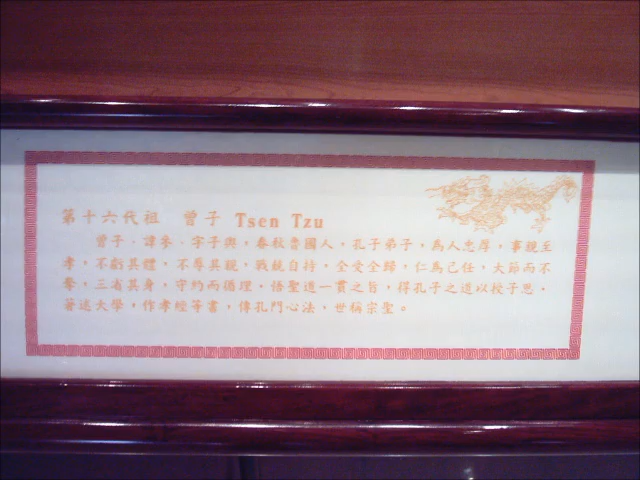 第十六代祖 曾子 Tsen Tzu
曾子，諱參，字子輿。春秋魯國人，孔子弟子，為人忠厚，事親至
孝，不虧其體，不辱其親，戰兢自持，全受全歸，仁為己任，大節而不
奪，三省其身，守約而循理，悟聖道一貫之旨，得孔子之道以授子思。
著述大學，作孝經等書，傳孔門心法，世稱宗聖。